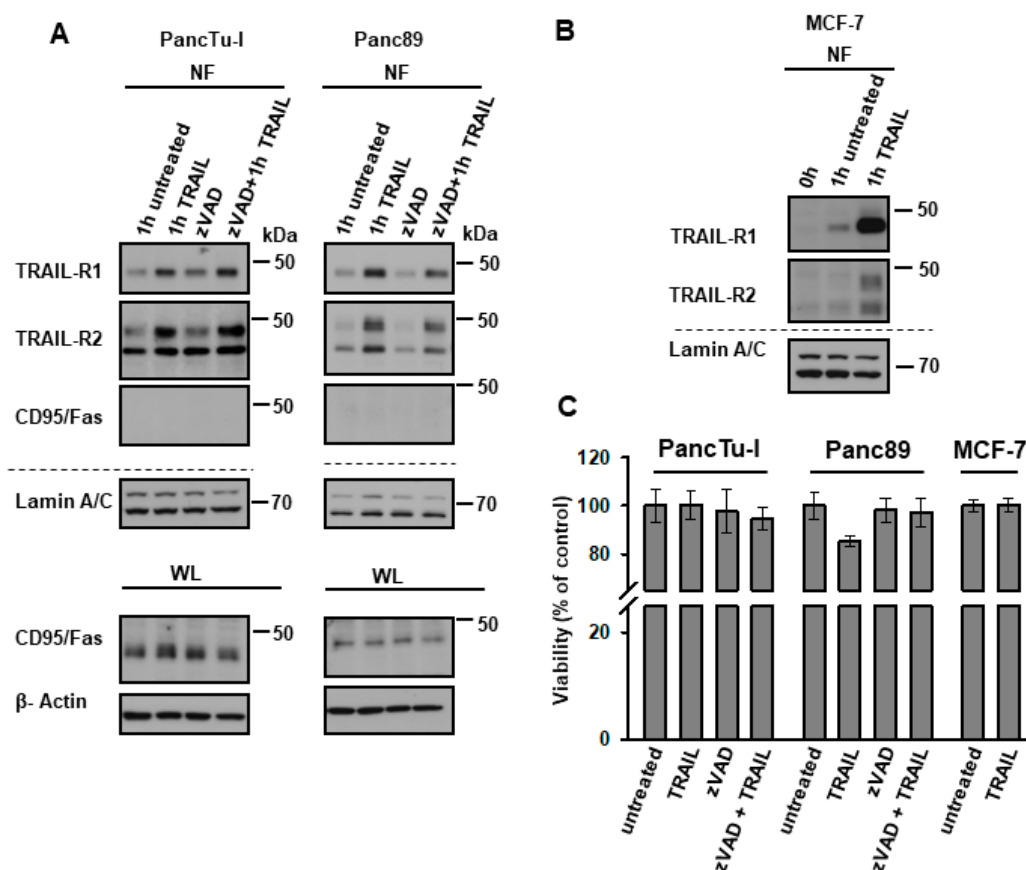 A
PancTu-I
Panc89
NF
NF
1h untreated
1h TRAIL
zVAD
zVAD+1h TRAIL
1h untreated
1h TRAIL
zVAD
zVAD+1h TRAIL
kDa
kDa
TRAIL-R1
50
50
TRAIL-R2
50
50
CD95/Fas
50
50
Lamin A/C
70
70
WL
WL
CD95/Fas
50
50
β- Actin
B
MCF-7
NF
0h
1h untreated
1h TRAIL
TRAIL-R1
50
TRAIL-R2
50
Lamin A/C
70
C
PancTu-I
Panc89
MCF-7
Viability (% of control)
120
100
80
20
0
untreated
TRAIL
zVAD
zVAD + TRAIL
untreated
TRAIL
zVAD
zVAD + TRAIL
untreated
TRAIL